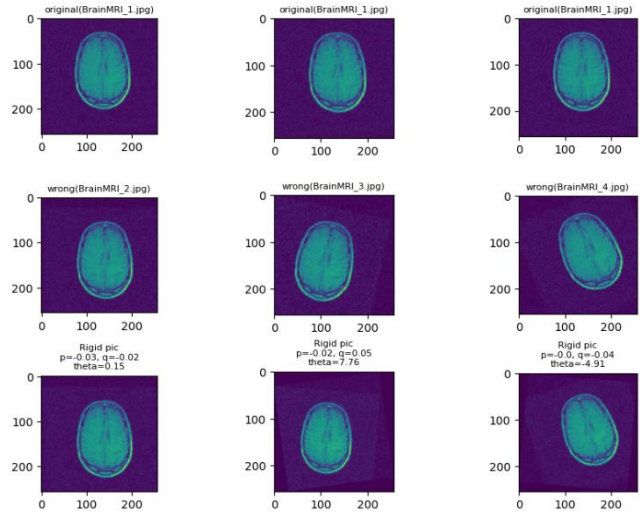 original(BrainMRI_1.jpg)
original(BrainMRI_1.jpg)
original(BrainMRI_1.jpg)
0
100
200
0
100
200
0
100
200
0 100 200
0 100 200
0 100 200
wrong(BrainMRI_2.jpg)
wrong(BrainMRI_3.jpg)
wrong(BrainMRI_4.jpg)
0
100
200
0
100
200
0
100
200
0 100 200
0 100 200
0 100 200
Rigid pic
p=-0.03, q=-0.02
theta=0.15
Rigid pic
p=-0.02, q=0.05
theta=7.76
Rigid pic
p=-0.0, q=-0.04
theta=-4.91
0
100
200
0
100
200
0
100
200
0 100 200
0 100 200
0 100 200